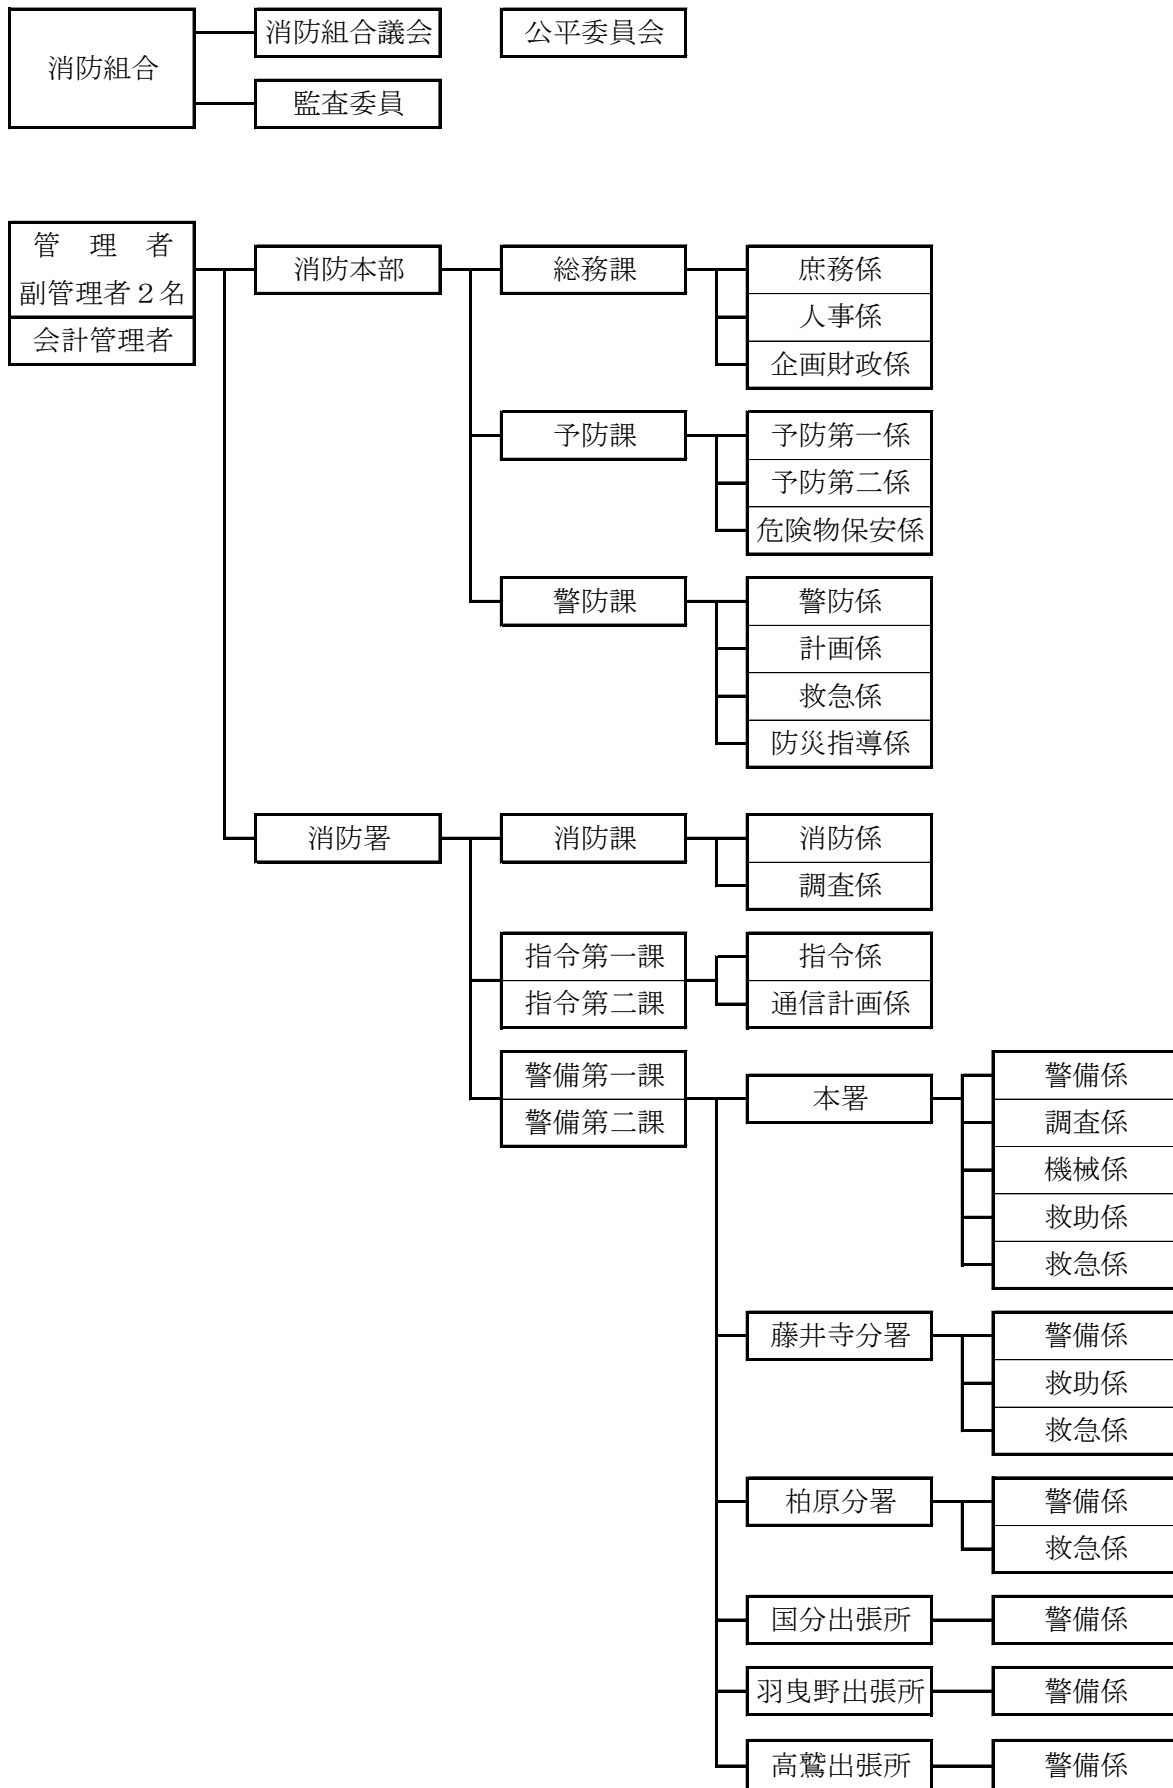 消防組合
消防組合議会
公平委員会
監査委員
管　理　者
副管理者２名
会計管理者
消防本部
総務課
庶務係
人事係
企画財政係
予防課
予防第一係
予防第二係
危険物保安係
警防課
警防係
計画係
救急係
防災指導係
消防署
消防課
消防係
調査係
指令第一課
指令第二課
指令係
通信計画係
警備第一課
警備第二課
本署
警備係
調査係
機械係
救助係
救急係
藤井寺分署
警備係
救助係
救急係
柏原分署
警備係
救急係
国分出張所
警備係
羽曳野出張所
警備係
高鷲出張所
警備係